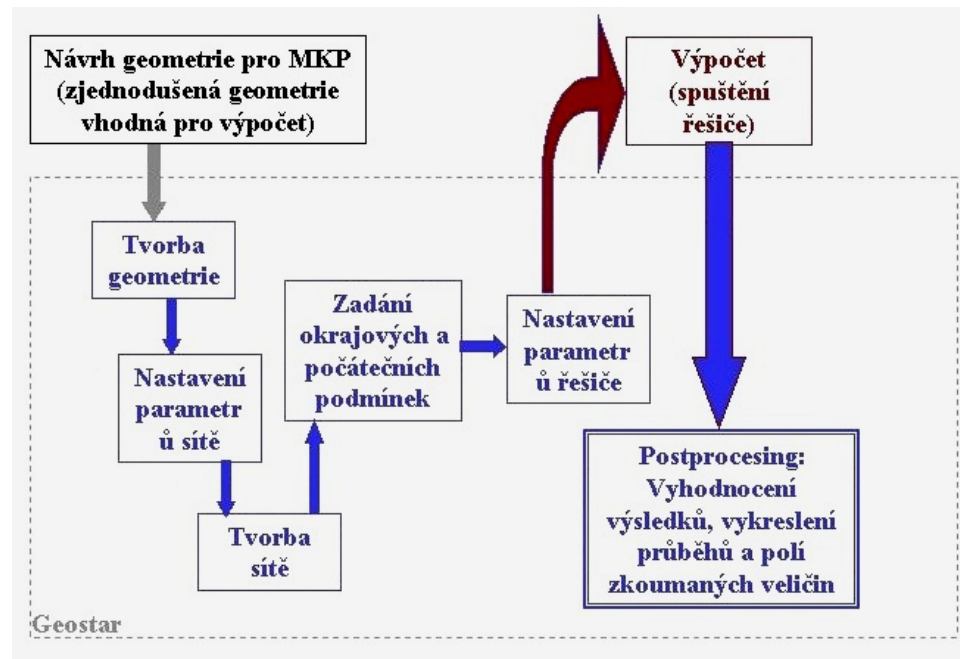 Návrh geometrie pro MKP
(zjednodušená geometrie
vhodná pro výpočet)
Tvorba
geometrie
Nastavení
parametr
ů sítě
Tvorba
sítě
Zadání
okrajových a
počátečních
podmínek
Nastavení
parametr
ů řešiče
Výpočet
(spuštění
řešiče)
Postprocesing:
Vyhodnocení
výsledků, vykreslení
průběhů a polí
zkoumaných veličin
Geostar